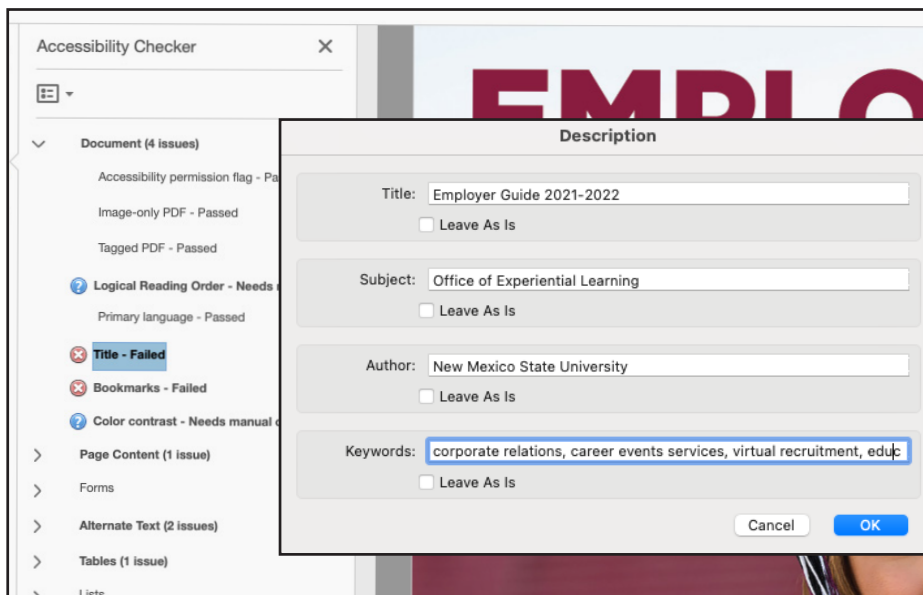 Accessibility Checker
EMPLO
Document (4 issues)
Accessibility permission flag - Pa
Image-only PDF - Passed
Tagged PDF - Passed
Logical Reading Order - Needs
Primary language - Passed
Title - Failed
Bookmarks - Failed
Color contrast - Needs manual
Page Content (1 issue)
Forms
Alternate Text (2 issues)
Tables (1 issue)
Lists
Description
Title: Employer Guide 2021-2022
Leave As Is
Subject: Office of Experiential Learning
Leave As Is
Author: New Mexico State University
Leave As Is
Keywords: corporate relations, career events services, virtual recruitment, educ
Leave As Is
Cancel OK